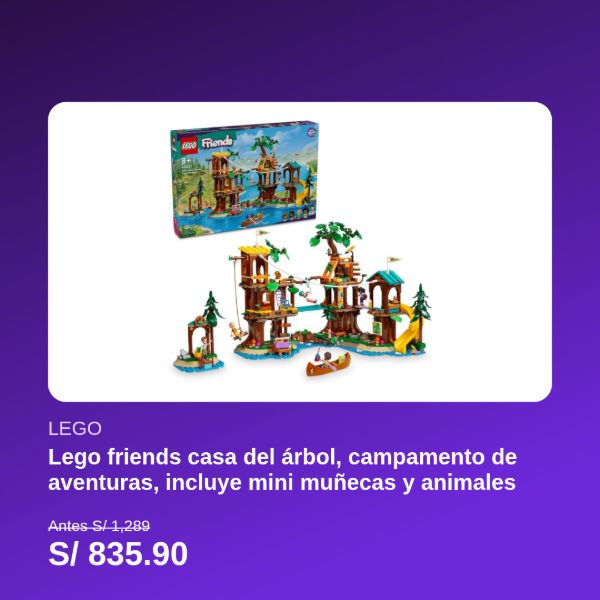 LEGO
Friends
8+
LEGO
Lego friends casa del árbol, campamento de
aventuras, incluye mini muñecas y animales
Antes S/ 1,289
S/ 835.90